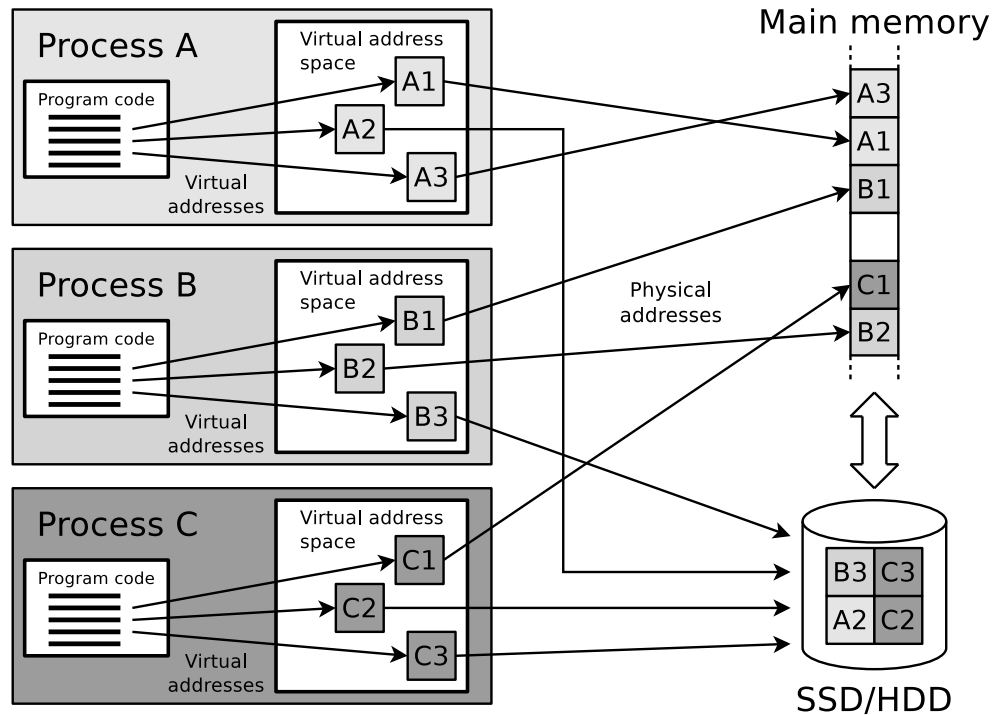 Process A
Program code
Virtual
addresses
Virtual address
space
A1
A2
A3
Process B
Program code
Virtual
addresses
Virtual address
space
B1
B2
B3
Process C
Program code
Virtual
addresses
Virtual address
space
C1
C2
C3
Physical
addresses
Main memory
A3
A1
B1
C1
B2
B3 C3
A2 C2
SSD/HDD